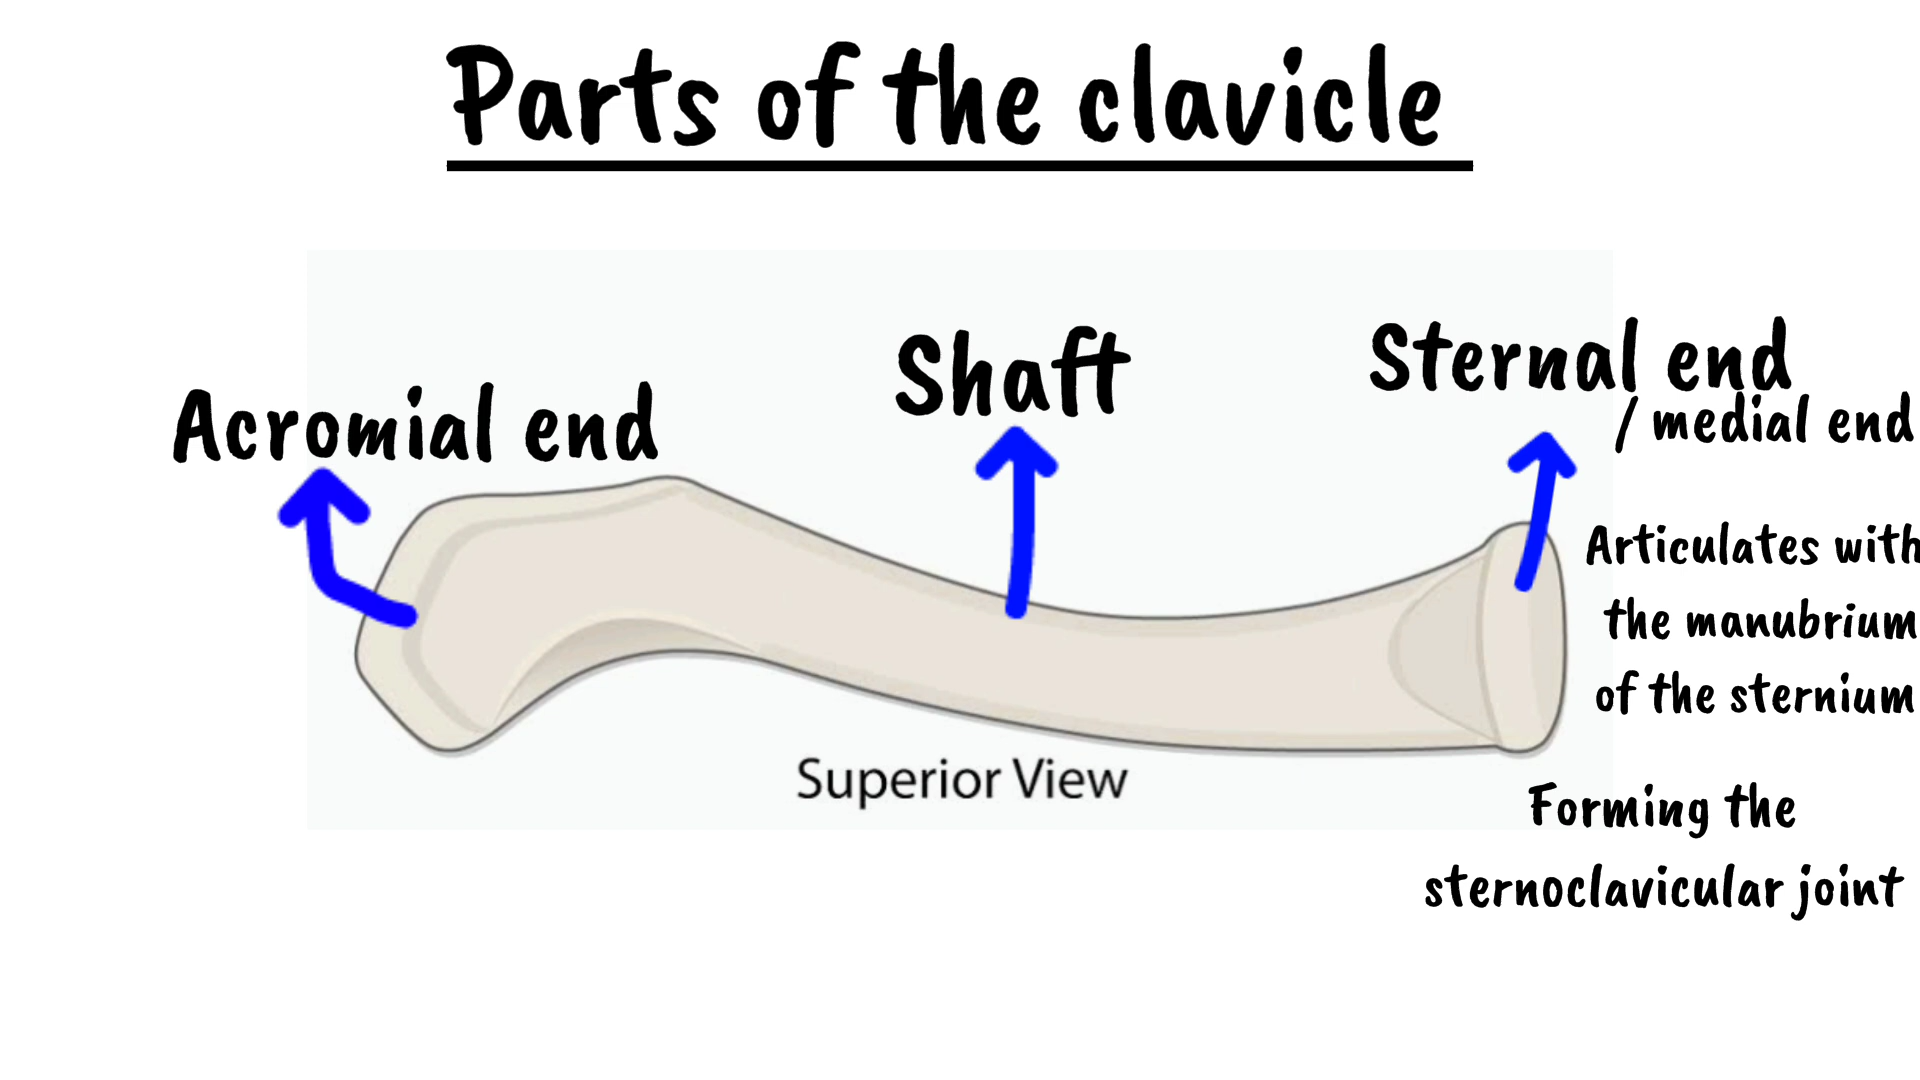 Parts of the clavicle
Acromial end
Shaft
Sternal end
/ medial end
Articulates with
the manubrium
of the sternium
Superior View
Forming the
sternoclavicular joint